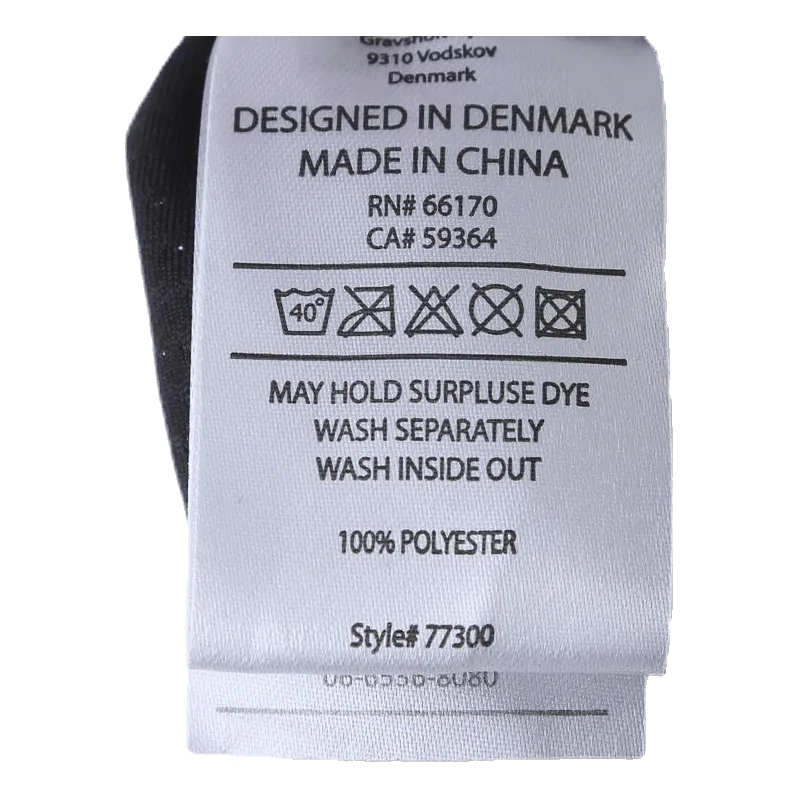 9310 Vodskov
Denmark
DESIGNED IN DENMARK
MADE IN CHINA
RN# 66170
CA# 59364
40°
MAY HOLD SURPLUSE DYE
WASH SEPARATELY
WASH INSIDE OUT
100% POLYESTER
Style# 77300